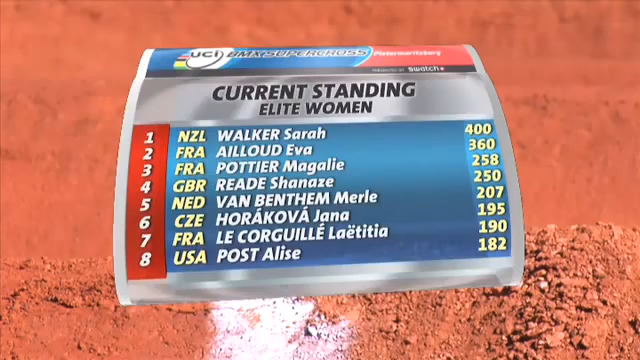 UCI BMX SUPERCROSS Pietermaritzburg
PRESENTED BY swatch
CURRENT STANDING
ELITE WOMEN
1 NZL WALKER Sarah 400
2 FRA AILLOUD Eva 360
3 FRA POTTIER Magalie 258
4 GBR READE Shanaze 250
5 NED VAN BENTHEM Merle 207
6 CZE HORÁKOVÁ Jana 195
7 FRA LE CORGUILLÉ Laëtitia 190
8 USA POST Alise 182